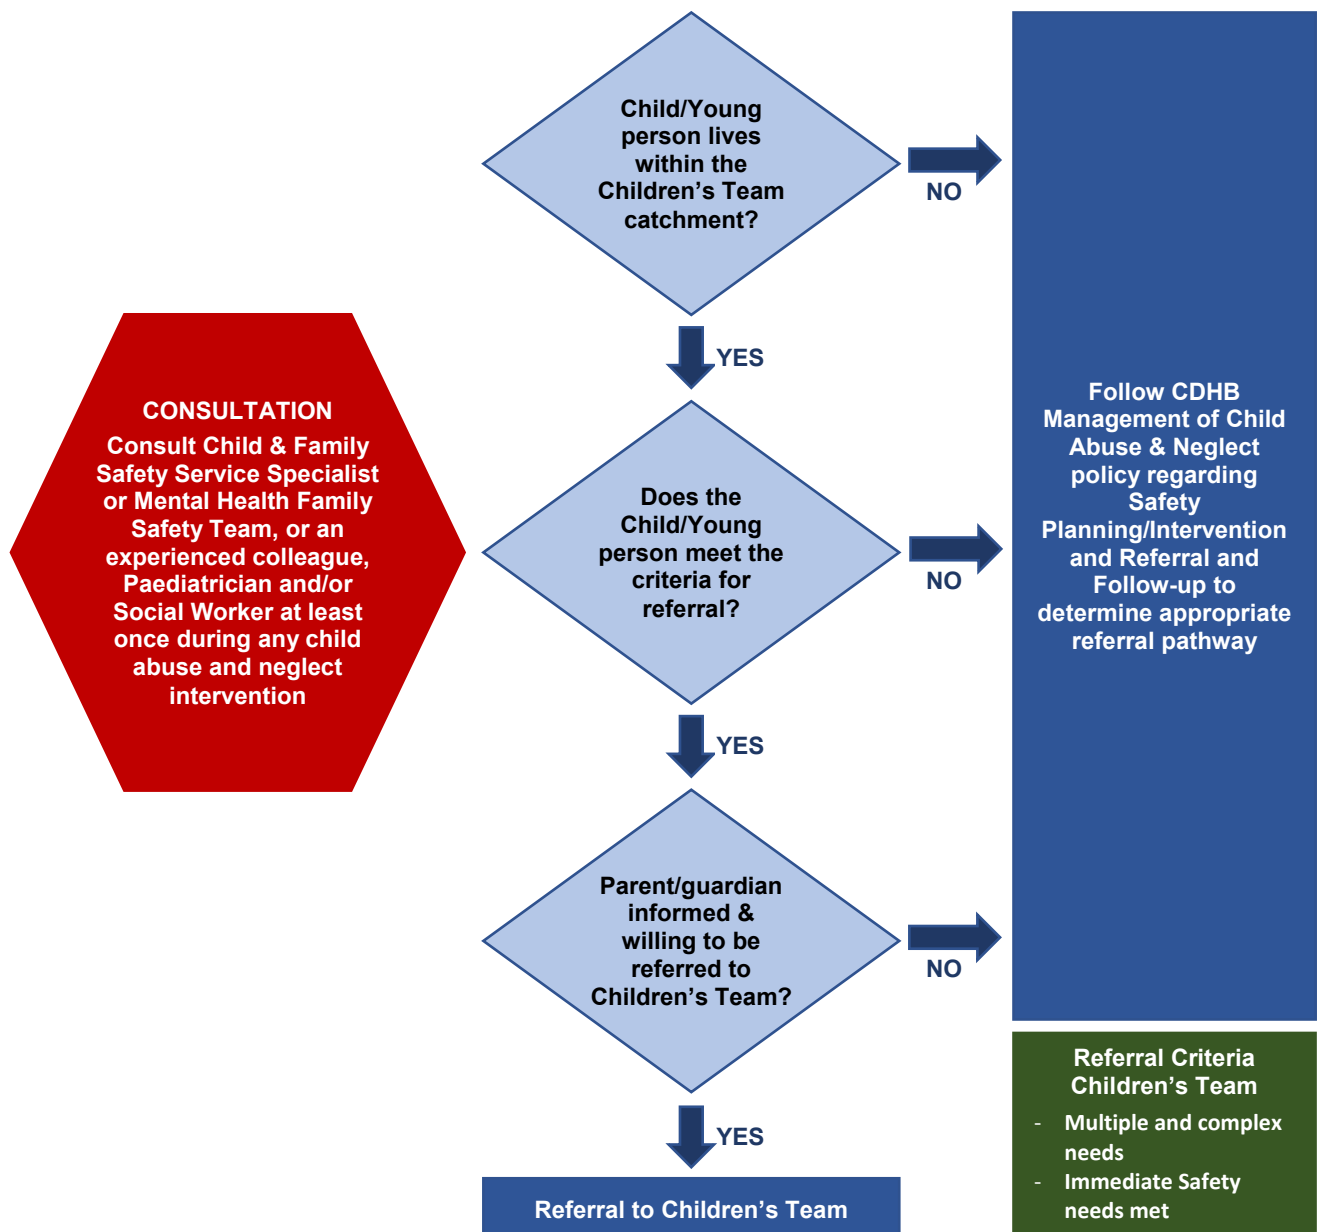 Child/Young
person lives
within the
Children’s Team
catchment?
NO
YES
CONSULTATION
Consult Child & Family
Safety Service Specialist
or Mental Health Family
Safety Team, or an
experienced colleague,
Paediatrician and/or
Social Worker at least
once during any child
abuse and neglect
intervention
Does the
Child/Young
person meet the
criteria for
referral?
NO
YES
Parent/guardian
informed &
willing to be
referred to
Children’s Team?
NO
YES
Referral to Children’s Team
Follow CDHB
Management of Child
Abuse & Neglect
policy regarding
Safety
Planning/Intervention
and Referral and
Follow-up to
determine appropriate
referral pathway
Referral Criteria
Children’s Team
- Multiple and complex
needs
- Immediate Safety
needs met